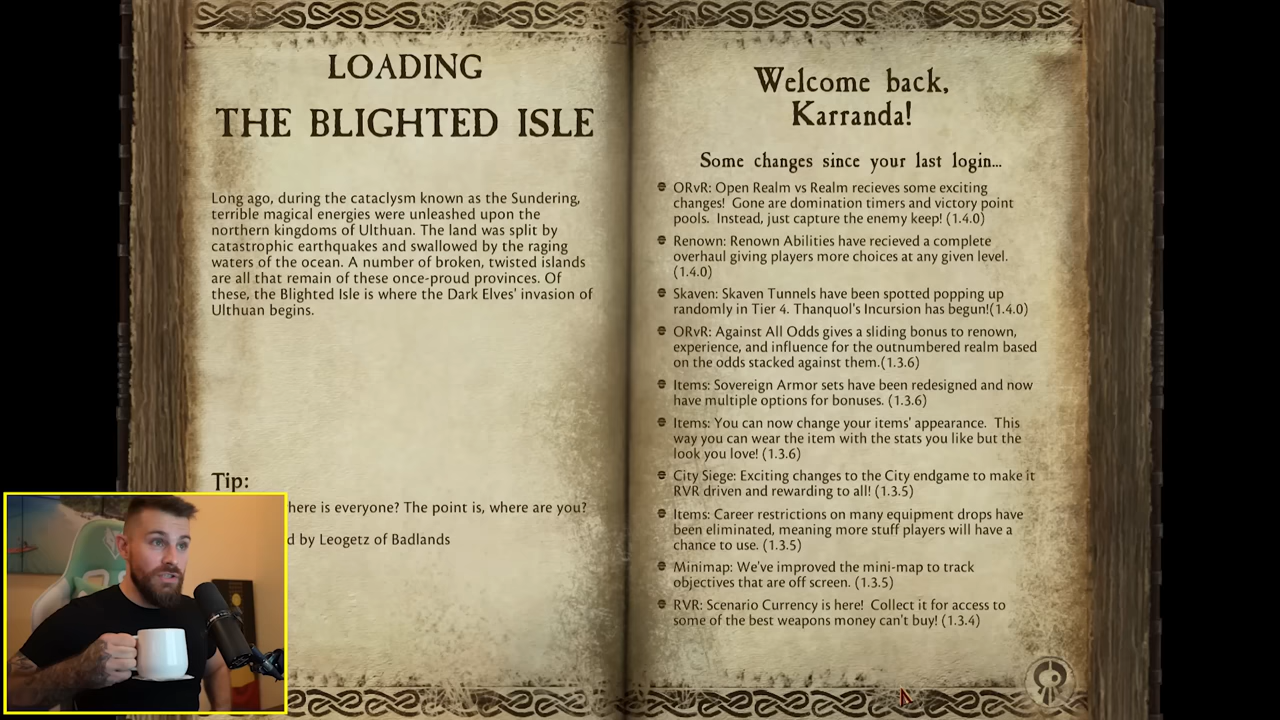 LOADING
THE BLIGHTED ISLE
Long ago, during the cataclysm known as the Sundering,
terrible magical energies were unleashed upon the
northern kingdoms of Ulthuan. The land was split by
catastrophic earthquakes and swallowed by the raging
waters of the ocean. A number of broken, twisted islands
are all that remain of these once-proud provinces. Of
these, the Blighted Isle is where the Dark Elves' invasion of
Ulthuan begins.
Tip:
here is everyone? The point is, where are you?
d by Leogetz of Badlands
Welcome back,
Karranda!
Some changes since your last login...
ORvR: Open Realm vs Realm recieves some exciting
changes! Gone are domination timers and victory point
pools. Instead, just capture the enemy keep! (1.4.0)
Renown: Renown Abilities have recieved a complete
overhaul giving players more choices at any given level.
(1.4.0)
Skaven: Skaven Tunnels have been spotted popping up
randomly in Tier 4. Thanquol's Incursion has begun!(1.4.0)
ORvR: Against All Odds gives a sliding bonus to renown,
experience, and influence for the outnumbered realm based
on the odds stacked against them.(1.3.6)
Items: Sovereign Armor sets have been redesigned and now
have multiple options for bonuses. (1.3.6)
Items: You can now change your items' appearance. This
way you can wear the item with the stats you like but the
look you love! (1.3.6)
City Siege: Exciting changes to the City endgame to make it
RVR driven and rewarding to all! (1.3.5)
Items: Career restrictions on many equipment drops have
been eliminated, meaning more stuff players will have a
chance to use. (1.3.5)
Minimap: We've improved the mini-map to track
objectives that are off screen. (1.3.5)
RVR: Scenario Currency is here! Collect it for access to
some of the best weapons money can't buy! (1.3.4)